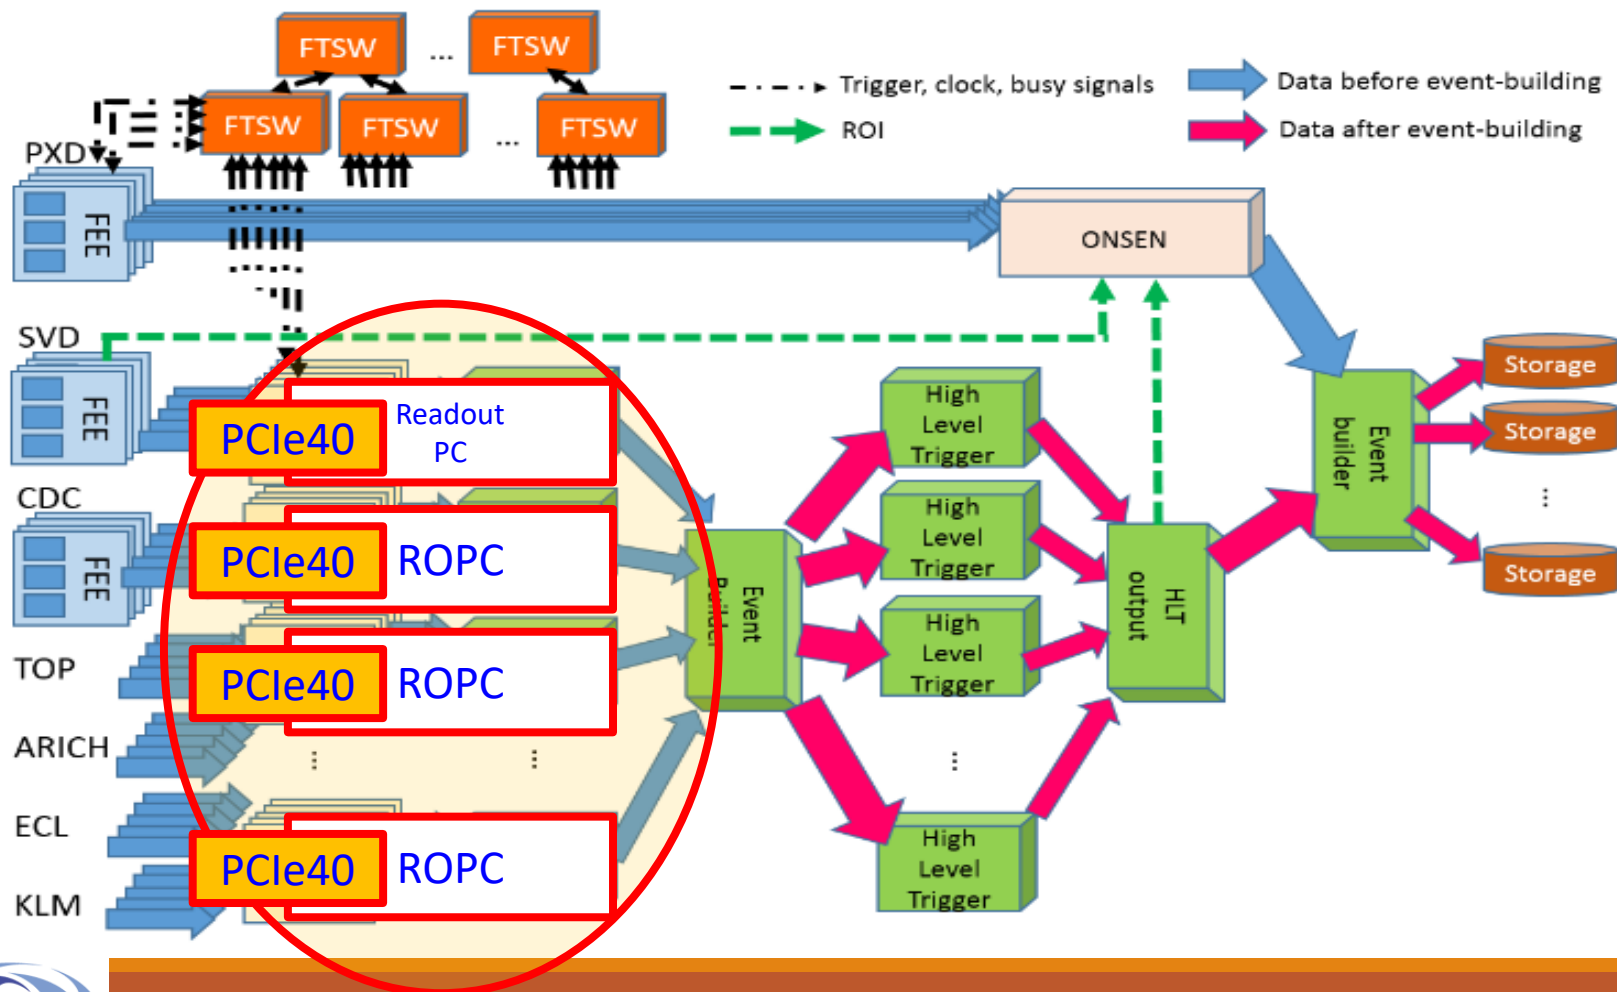 FTSW
...
FTSW
Trigger, clock, busy signals
Data before event-building
FTSW
FTSW
...
FTSW
ROI
Data after event-building
PXD
FEE
ONSEN
SVD
FEE
PCIe40
Readout
PC
High
Level
Trigger
Event
builder
Storage
Storage
...
Storage
CDC
FEE
PCIe40
ROPC
Event
Builder
High
Level
Trigger
HLT
output
TOP
PCIe40
ROPC
High
Level
Trigger
ARICH
...
...
...
ECL
PCIe40
ROPC
High
Level
Trigger
KLM